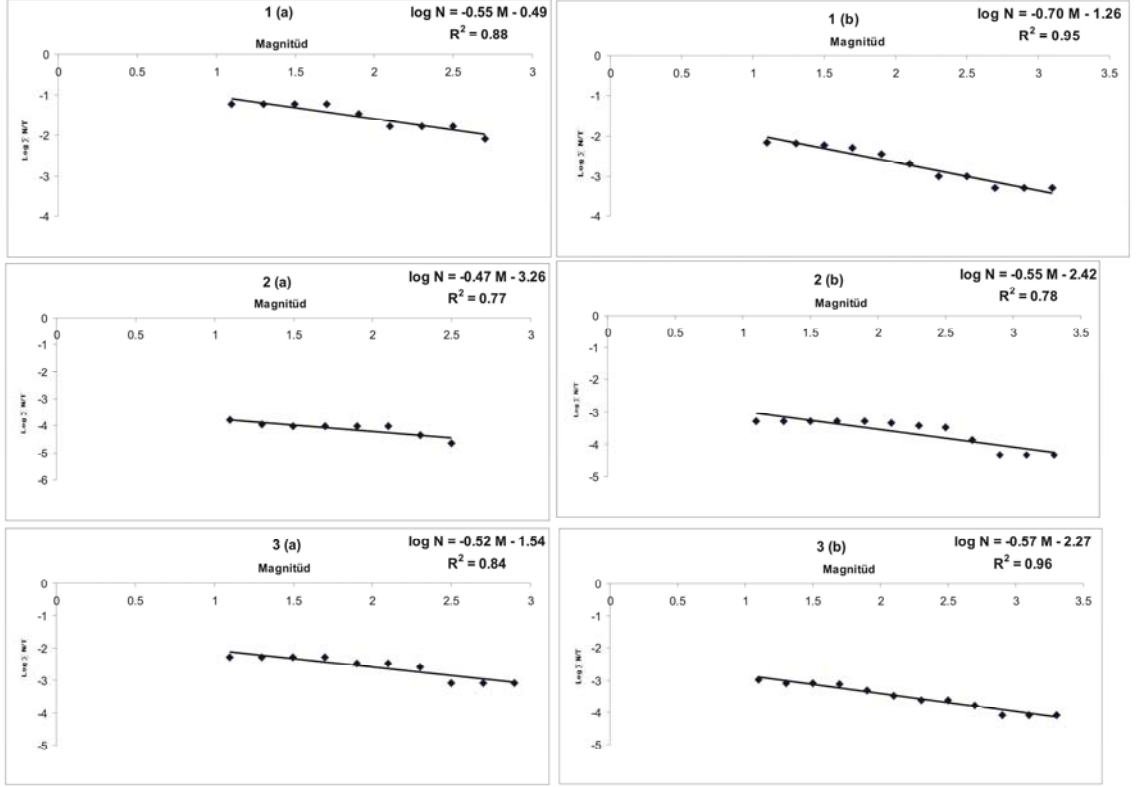 1 (a)
log N = -0.55 M - 0.49
R² = 0.88
Magnitüd
0
0 0.5 1 1.5 2 2.5 3
-1
-2
-3
-4
Log ∑ N/T
1 (b)
log N = -0.70 M - 1.26
R² = 0.95
Magnitüd
0
0 0.5 1 1.5 2 2.5 3 3.5
-1
-2
-3
-4
Log ∑ N/T
2 (a)
log N = -0.47 M - 3.26
R² = 0.77
Magnitüd
0
0 0.5 1 1.5 2 2.5 3
-1
-2
-3
-4
-5
-6
Log ∑ N/T
2 (b)
log N = -0.55 M - 2.42
R² = 0.78
Magnitüd
0
0 0.5 1 1.5 2 2.5 3 3.5
-1
-2
-3
-4
-5
Log ∑ N/T
3 (a)
log N = -0.52 M - 1.54
R² = 0.84
Magnitüd
0
0 0.5 1 1.5 2 2.5 3
-1
-2
-3
-4
-5
Log ∑ N/T
3 (b)
log N = -0.57 M - 2.27
R² = 0.96
Magnitüd
0
0 0.5 1 1.5 2 2.5 3 3.5
-1
-2
-3
-4
-5
Log ∑ N/T